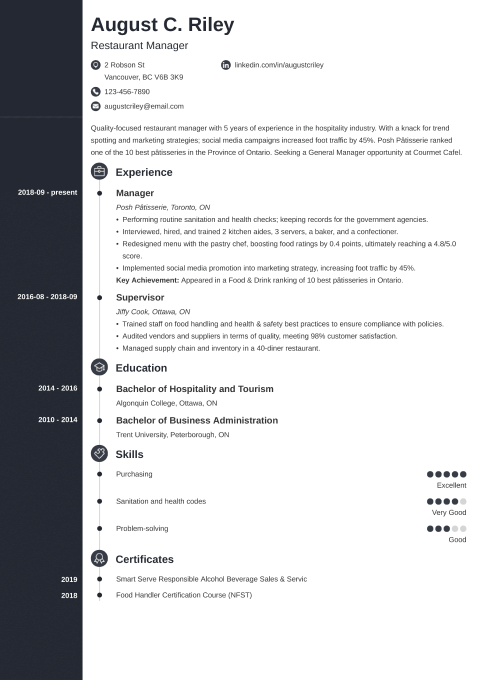 August C. Riley
Restaurant Manager
2 Robson St
Vancouver, BC V6B 3K9
linkedin.com/in/augustcriley
123-456-7890
augustcriley@email.com
Quality-focused restaurant manager with 5 years of experience in the hospitality industry. With a knack for trend
spotting and marketing strategies; social media campaigns increased foot traffic by 45%. Posh Pâtisserie ranked
one of the 10 best pâtisseries in the Province of Ontario. Seeking a General Manager opportunity at Courmet Cafel.
Experience
2018-09 - present
Manager
Posh Pâtisserie, Toronto, ON
• Performing routine sanitation and health checks; keeping records for the government agencies.
• Interviewed, hired, and trained 2 kitchen aides, 3 servers, a baker, and a confectioner.
• Redesigned menu with the pastry chef, boosting food ratings by 0.4 points, ultimately reaching a 4.8/5.0
score.
• Implemented social media promotion into marketing strategy, increasing foot traffic by 45%.
Key Achievement: Appeared in a Food & Drink ranking of 10 best pâtisseries in Ontario.
2016-08 - 2018-09
Supervisor
Jiffy Cook, Ottawa, ON
• Trained staff on food handling and health & safety best practices to ensure compliance with policies.
• Audited vendors and suppliers in terms of quality, meeting 98% customer satisfaction.
• Managed supply chain and inventory in a 40-diner restaurant.
Education
2014 - 2016
Bachelor of Hospitality and Tourism
Algonquin College, Ottawa, ON
2010 - 2014
Bachelor of Business Administration
Trent University, Peterborough, ON
Skills
Purchasing
Excellent
Sanitation and health codes
Very Good
Problem-solving
Good
Certificates
2019
Smart Serve Responsible Alcohol Beverage Sales & Servic
2018
Food Handler Certification Course (NFST)